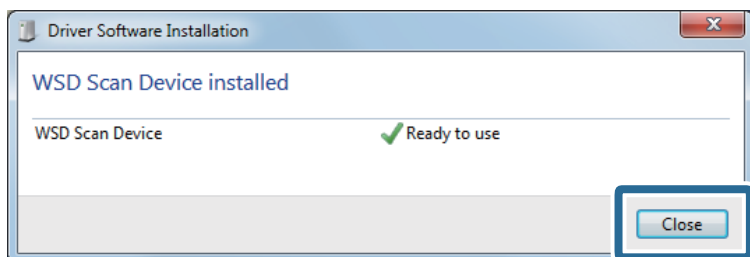 Driver Software Installation
WSD Scan Device installed
WSD Scan Device Ready to use
Close